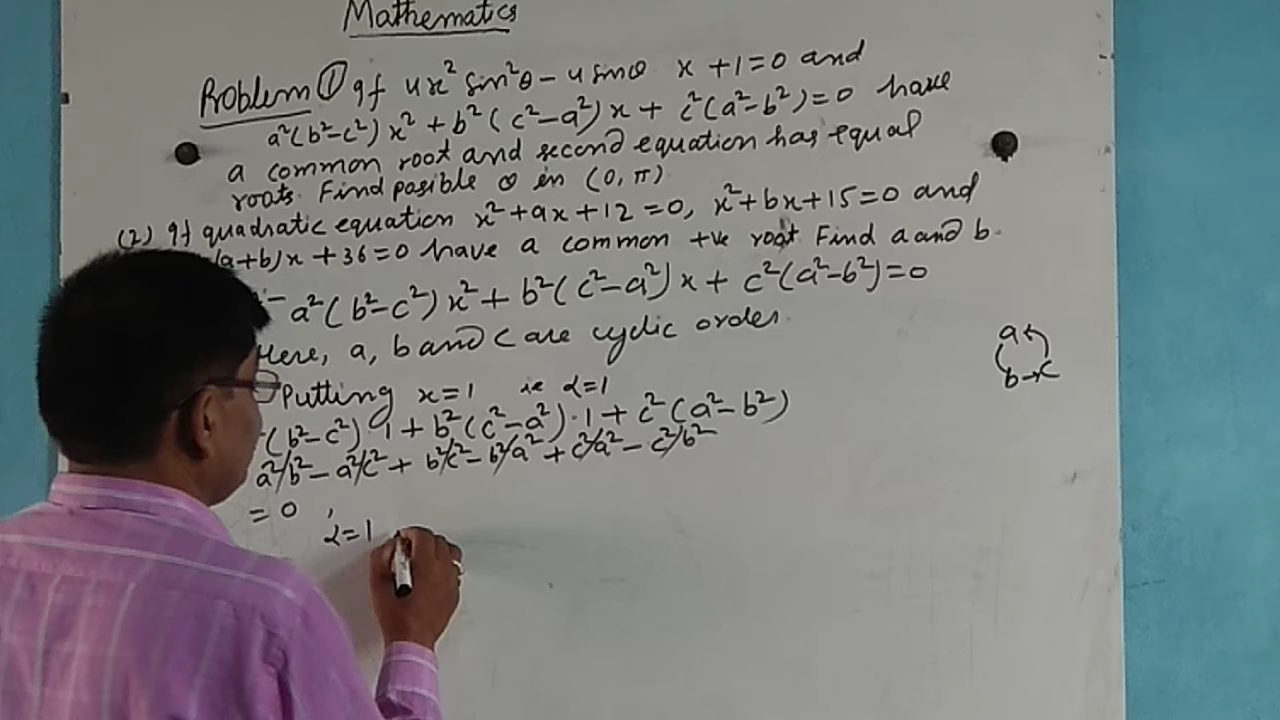 Mathematics
Problem ① If 4x² sin²θ - 4 sinθ x + 1 = 0 and
a²(b²-c²)x² + b²(c²-a²)x + c²(a²-b²) = 0 have
a common root and second equation has equal
roots. Find posible θ in (0, π)
(2) If quadratic equation x²+ax+12=0, x²+bx+15=0 and
(a+b)x + 36=0 have a common +ve root Find a and b.
a²(b²-c²)x² + b²(c²-a²)x + c²(a²-b²) = 0
Here, a, b and c are cyclic order.
Putting x=1 ie α=1
(b²-c²) 1 + b²(c²-a²)·1 + c²(a²-b²)
a²b² - a²c² + b²c² - b²a² + c²a² - c²b²
= 0
α=1
a
b→c